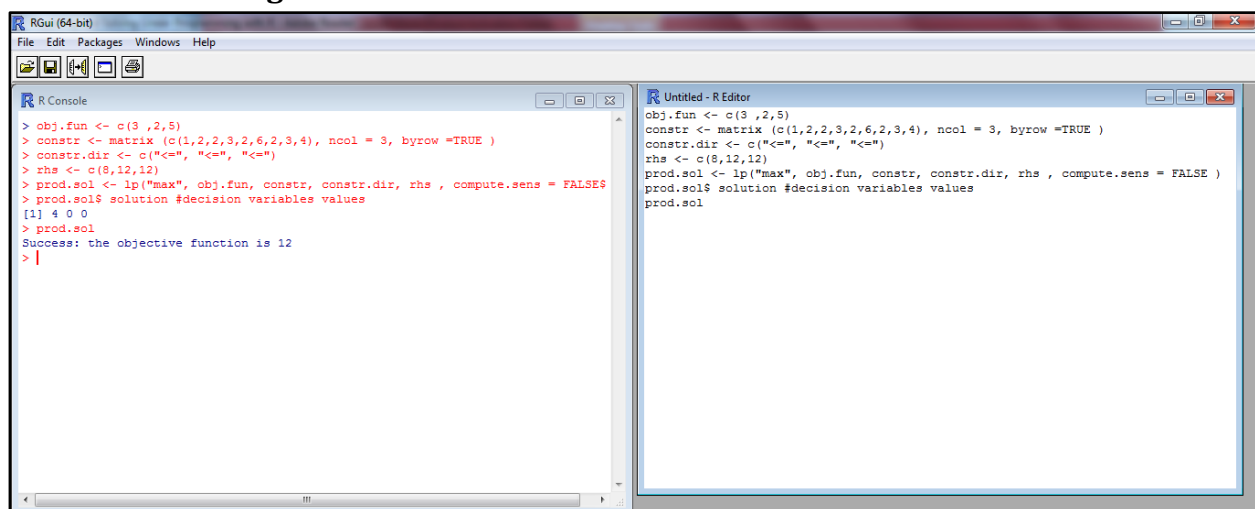 RGui (64-bit)
File Edit Packages Windows Help
R Console
> obj.fun <- c(3 ,2,5)
> constr <- matrix (c(1,2,2,3,2,6,2,3,4), ncol = 3, byrow =TRUE )
> constr.dir <- c("<=", "<=", "<=")
> rhs <- c(8,12,12)
> prod.sol <- lp("max", obj.fun, constr, constr.dir, rhs , compute.sens = FALSE$
> prod.sol$ solution #decision variables values
[1] 4 0 0
> prod.sol
Success: the objective function is 12
>
Untitled - R Editor
obj.fun <- c(3 ,2,5)
constr <- matrix (c(1,2,2,3,2,6,2,3,4), ncol = 3, byrow =TRUE )
constr.dir <- c("<=", "<=", "<=")
rhs <- c(8,12,12)
prod.sol <- lp("max", obj.fun, constr, constr.dir, rhs , compute.sens = FALSE )
prod.sol$ solution #decision variables values
prod.sol